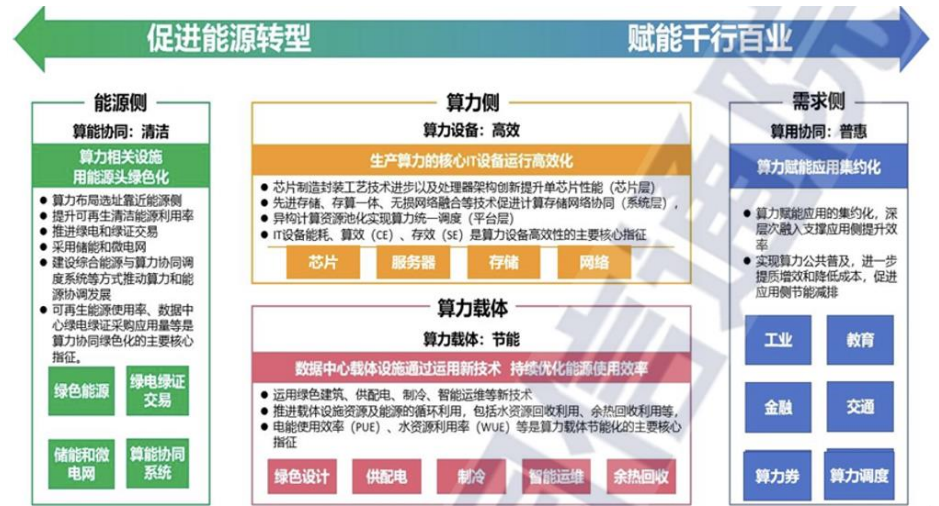 促进能源转型
赋能千行百业
能源侧
算能协同：清洁
算力相关设施
用能源头绿色化
● 算力布局选址靠近能源侧
● 提升可再生清洁能源利用率
● 推进绿电和绿证交易
● 采用储能和微电网
● 建设综合能源与算力协同调
度系统等方式推动算力和能
源协调发展
● 可再生能源使用率、数据中
心绿电绿证采购应用量等是
算力协同绿色化的主要核心
指征。
绿色能源
绿电绿证
交易
储能和微
电网
算能协同
系统
算力侧
算力设备：高效
生产算力的核心IT设备运行高效化
● 芯片制造封装工艺技术进步以及处理器架构创新提升单芯片性能（芯片层）
● 先进存储、存算一体、无损网络融合等技术促进计算存储网络协同（系统层），
● 异构计算资源池化实现算力统一调度（平台层）
● IT设备能耗、算效（CE）、存效（SE）是算力设备高效性的主要核心指征
芯片
服务器
存储
网络
算力载体
算力载体：节能
数据中心载体设施通过运用新技术 持续优化能源使用效率
● 运用绿色建筑、供配电、制冷、智能运维等新技术
● 推进载体设施资源及能源的循环利用，包括水资源回收利用、余热回收利用等，
● 电能使用效率（PUE）、水资源利用率（WUE）等是算力载体节能化的主要核心
指征
绿色设计
供配电
制冷
智能运维
余热回收
需求侧
算用协同：普惠
算力赋能应用集约化
● 算力赋能应用的集约化，深
层次融入支撑应用侧提升效
率
● 实现算力公共普及，进一步
提质增效和降低成本，促进
应用侧节能减排
工业
教育
金融
交通
算力券
算力调度
信通院